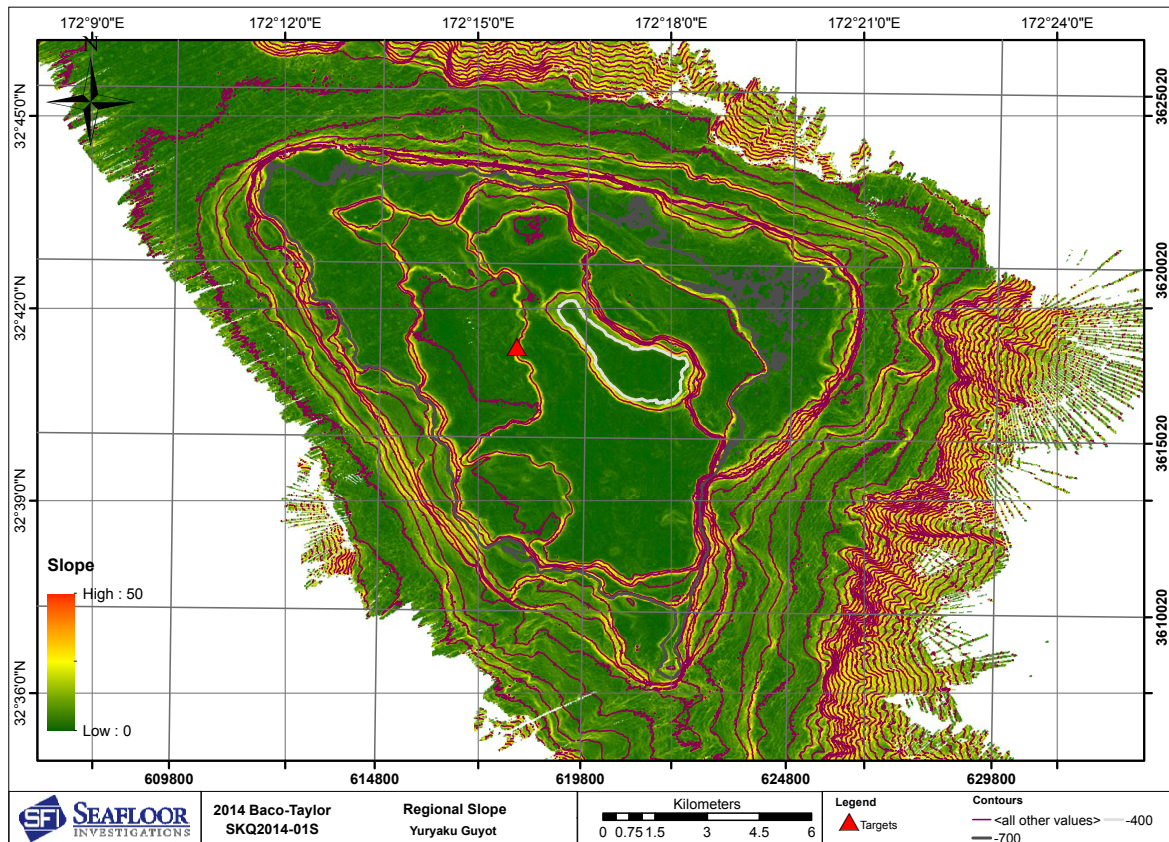 172°9'0"E 172°12'0"E 172°15'0"E 172°18'0"E 172°21'0"E 172°24'0"E
N
32°45'0"N
32°42'0"N
32°39'0"N
32°36'0"N
3625020
3620020
3615020
3610020
Slope
High : 50
Low : 0
609800 614800 619800 624800 629800
SFI SEAFLOOR
INVESTIGATIONS
2014 Baco-Taylor
SKQ2014-01S
Regional Slope
Yuryaku Guyot
Kilometers
0 0.75 1.5 3 4.5 6
Legend
Targets
Contours
<all other values> -400
-700